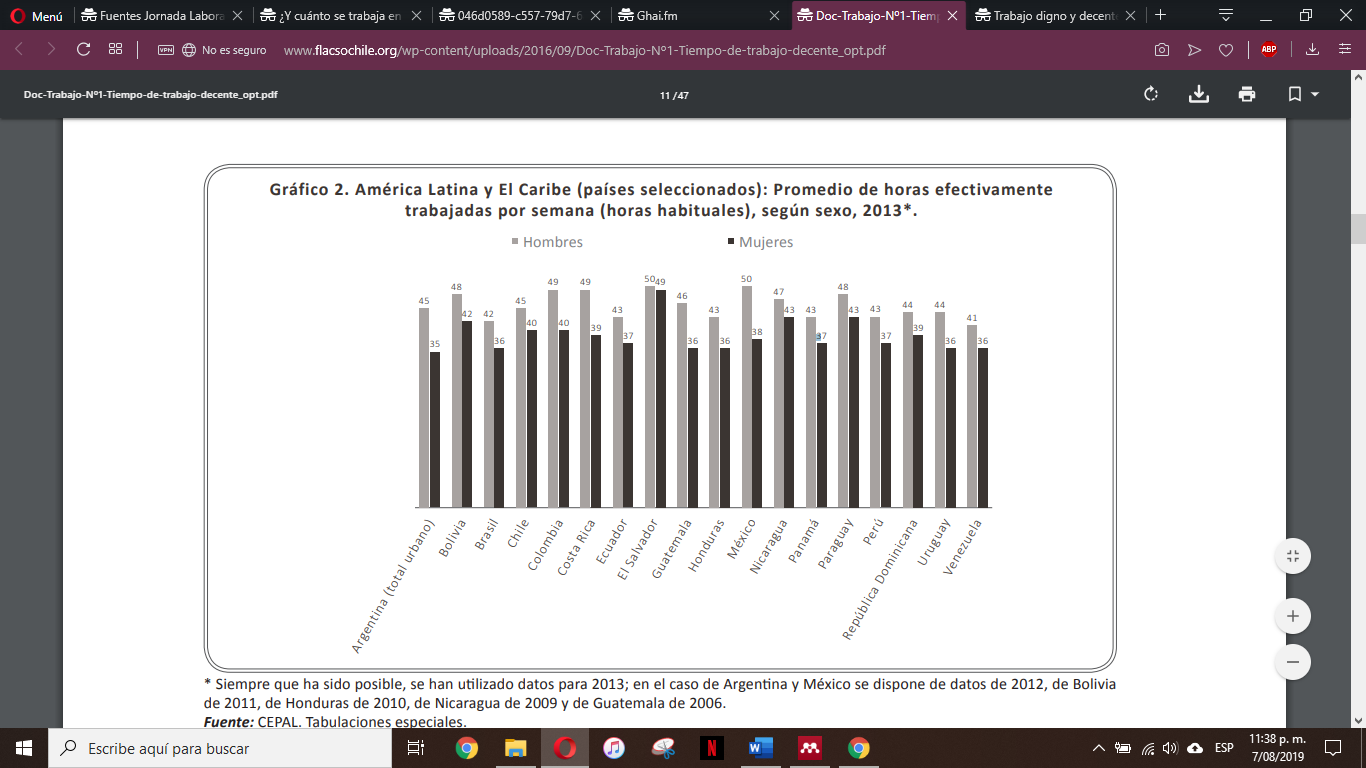 Menú
Fuentes Jornada Labora
¿Y cuánto se trabaja en
046d0589-c557-79d7-6
Ghai.fm
Doc-Trabajo-Nº1-Tiem
Trabajo digno y decent
VPN
No es seguro
www.flacsochile.org/wp-content/uploads/2016/09/Doc-Trabajo-Nº1-Tiempo-de-trabajo-decente_opt.pdf
ABP
Doc-Trabajo-Nº1-Tiempo-de-trabajo-decente_opt.pdf
11 /47
Gráfico 2. América Latina y El Caribe (países seleccionados): Promedio de horas efectivamente
trabajadas por semana (horas habituales), según sexo, 2013*.
Hombres Mujeres
45 35 48 42 42 36 45 40 49 40 49 39 43 37 50 49 46 36 43 36 50 38 47 43 43 37 48 43 43 37 44 39 44 36 41 36
Argentina (total urbano)
Bolivia
Brasil
Chile
Colombia
Costa Rica
Ecuador
El Salvador
Guatemala
Honduras
México
Nicaragua
Panamá
Paraguay
Perú
República Dominicana
Uruguay
Venezuela
* Siempre que ha sido posible, se han utilizado datos para 2013; en el caso de Argentina y México se dispone de datos de 2012, de Bolivia
de 2011, de Honduras de 2010, de Nicaragua de 2009 y de Guatemala de 2006.
Fuente: CEPAL. Tabulaciones especiales.
Escribe aquí para buscar
ESP
11:38 p. m.
7/08/2019